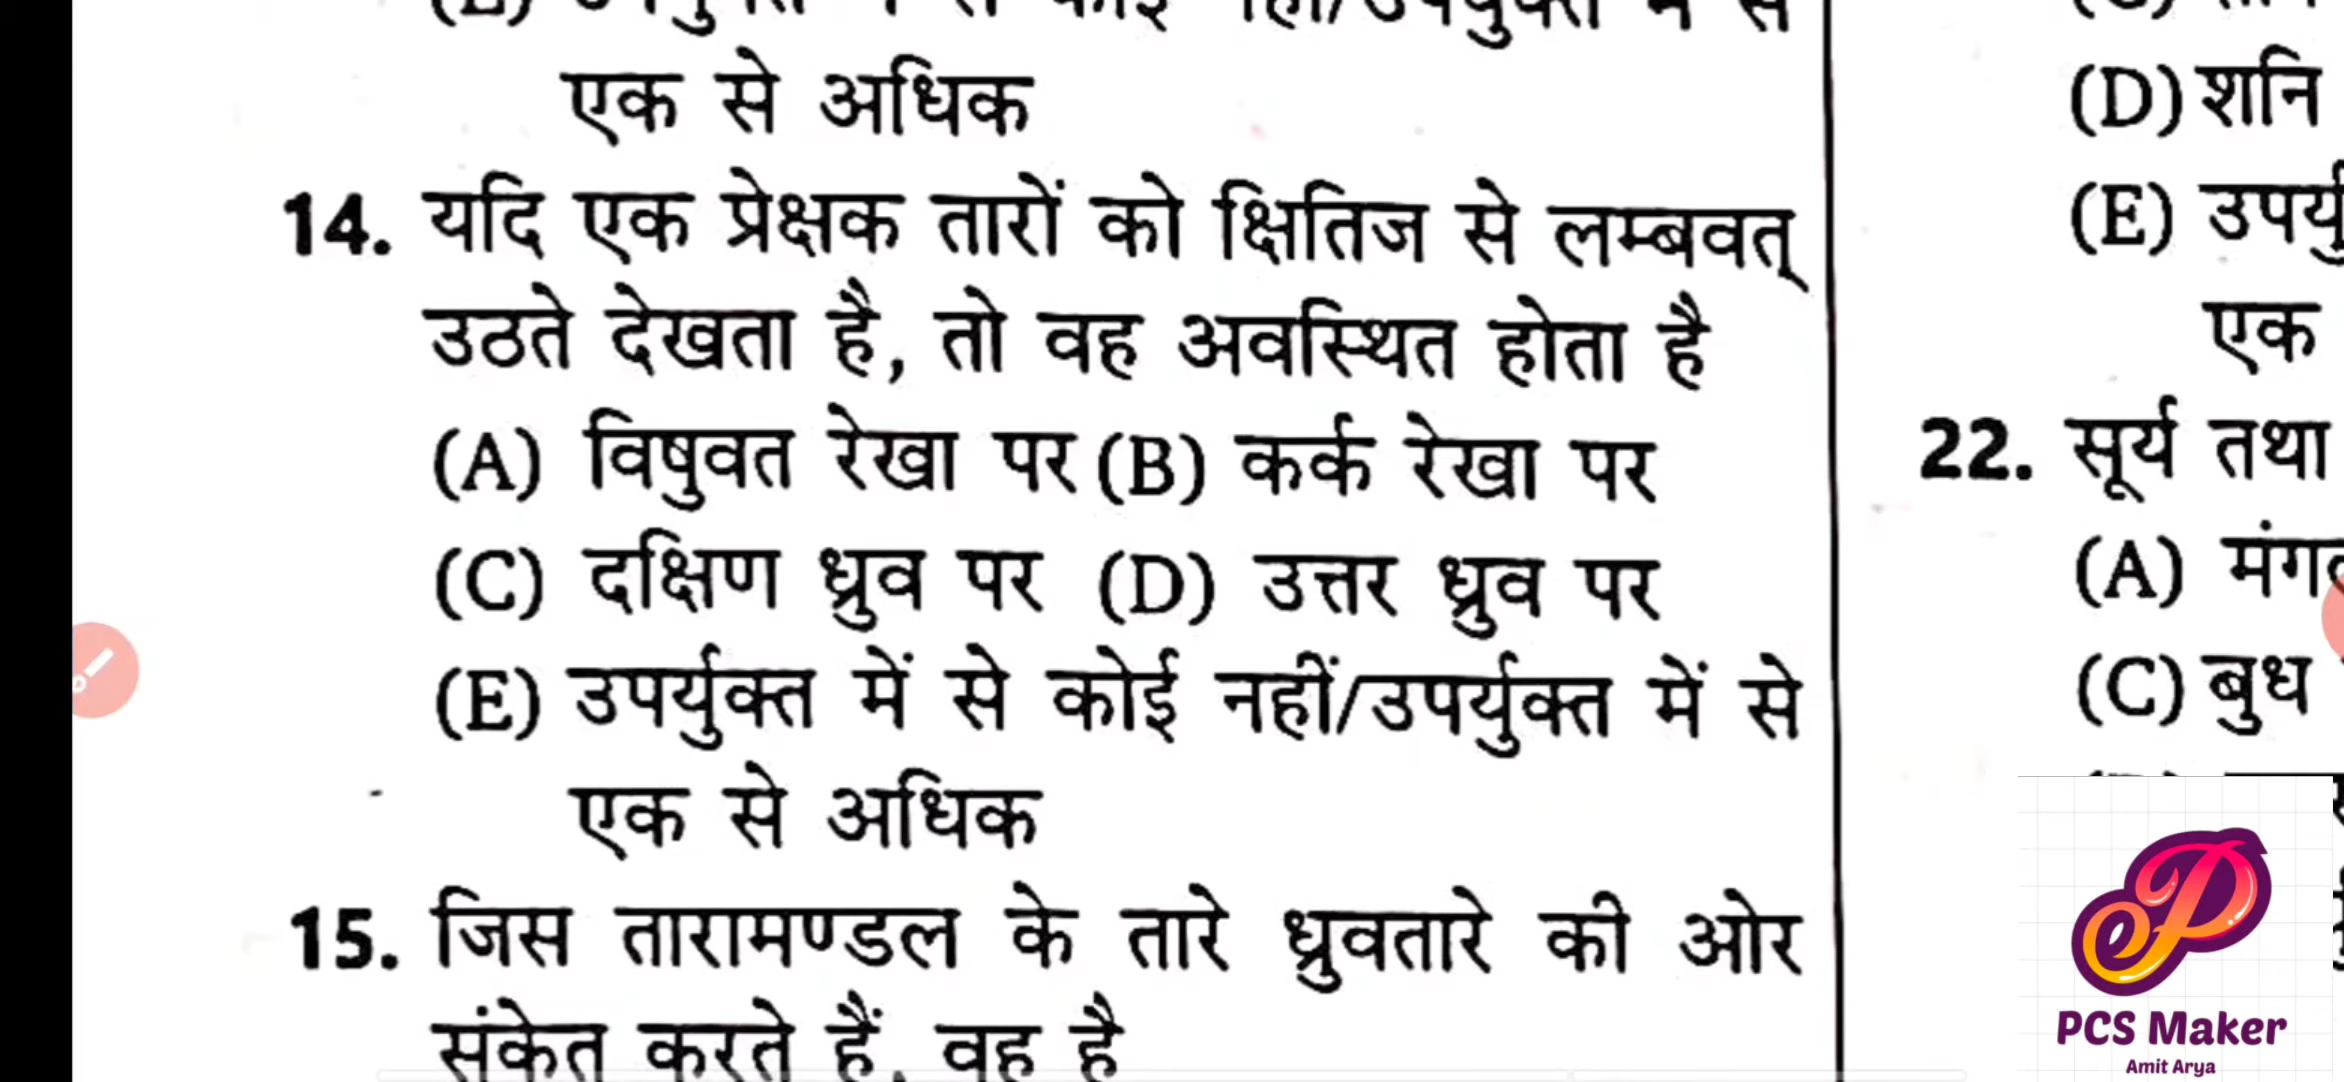 एक से अधिक
14. यदि एक प्रेक्षक तारों को क्षितिज से लम्बवत्
उठते देखता है, तो वह अवस्थित होता है
(A) विषुवत रेखा पर (B) कर्क रेखा पर
(C) दक्षिण ध्रुव पर (D) उत्तर ध्रुव पर
(E) उपर्युक्त में से कोई नहीं/उपर्युक्त में से
एक से अधिक
15. जिस तारामण्डल के तारे ध्रुवतारे की ओर
संकेत करते हैं, वह है
(D) शनि
(E)
एक
22. सूर्य तथा
(A)
(C) बुध
PCS Maker
Amit Arya